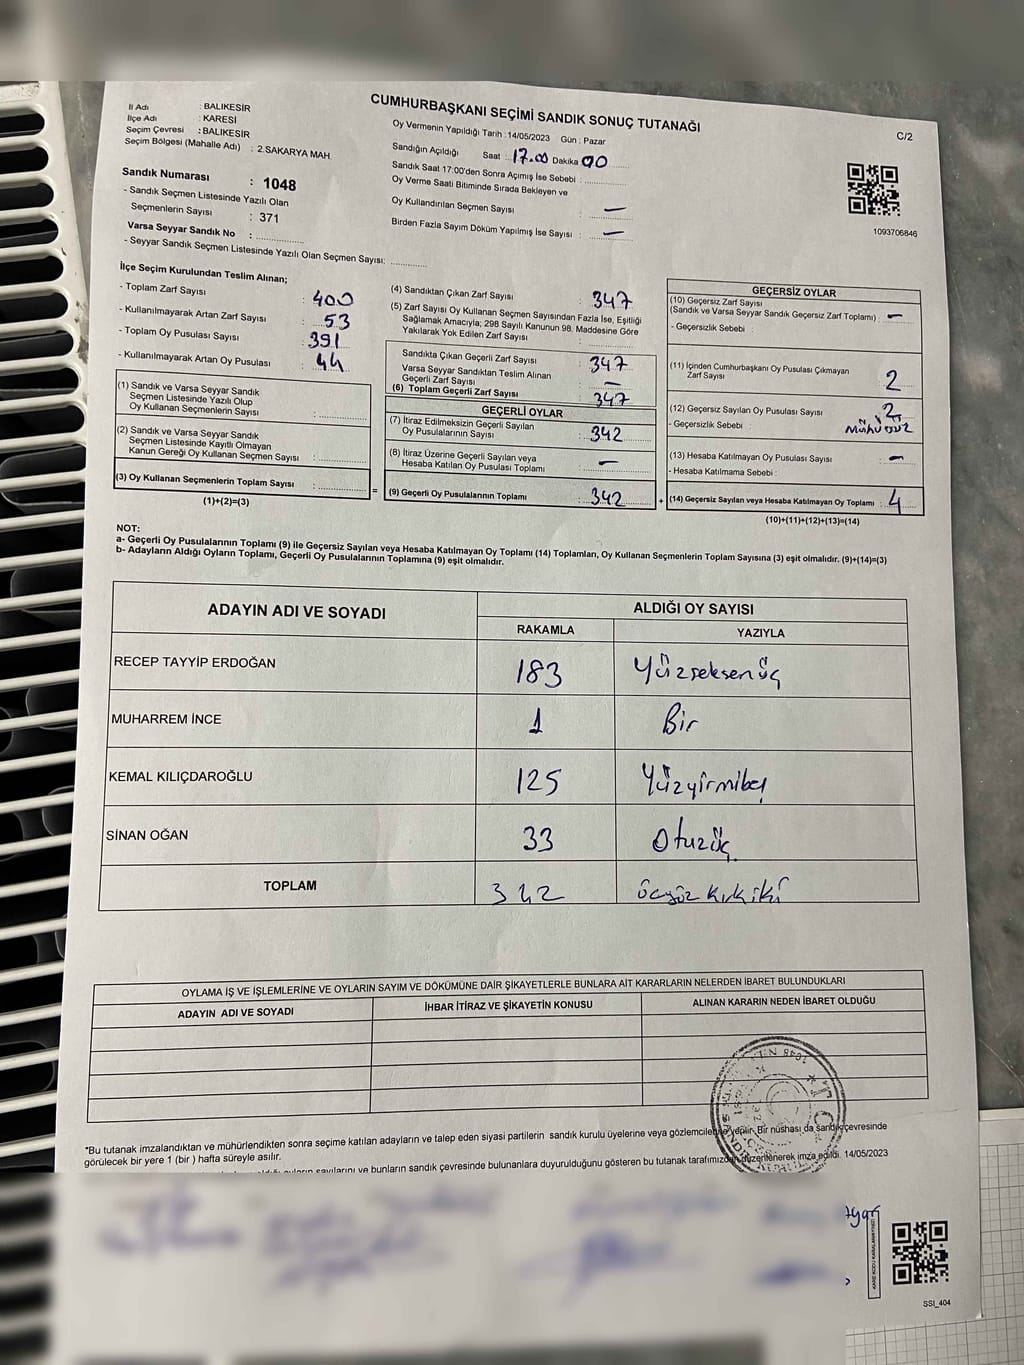 CUMHURBAŞKANI SEÇİMİ SANDIK SONUÇ TUTANAĞI
C/2
İl Adı : BALIKESİR
İlçe Adı : KARESİ
Seçim Çevresi : BALIKESİR
Seçim Bölgesi (Mahalle Adı) : 2.SAKARYA MAH.
Sandık Numarası : 1048
- Sandık Seçmen Listesinde Yazılı Olan
Seçmenlerin Sayısı : 371
Varsa Seyyar Sandık No :
- Seyyar Sandık Seçmen Listesinde Yazılı Olan Seçmen Sayısı:
Oy Vermenin Yapıldığı Tarih : 14/05/2023 Gün : Pazar
Sandığın Açıldığı Saat : 17.00 Dakika 00
Sandık Saat 17:00'den Sonra Açımış İse Sebebi :
Oy Verme Saati Bitiminde Sırada Bekleyen ve
Oy Kullandırılan Seçmen Sayısı : —
Birden Fazla Sayım Döküm Yapılmış İse Sayısı : —
1093706846
İlçe Seçim Kurulundan Teslim Alınan;
- Toplam Zarf Sayısı : 400
- Kullanılmayarak Artan Zarf Sayısı : 53
- Toplam Oy Pusulası Sayısı : 391
- Kullanılmayarak Artan Oy Pusulası : 44
(1) Sandık ve Varsa Seyyar Sandık
Seçmen Listesinde Yazılı Olup
Oy Kullanan Seçmenlerin Sayısı :
(2) Sandık ve Varsa Seyyar Sandık
Seçmen Listesinde Kayıtlı Olmayan
Kanun Gereği Oy Kullanan Seçmen Sayısı :
(3) Oy Kullanan Seçmenlerin Toplam Sayısı :
(1)+(2)=(3)
=
(4) Sandıktan Çıkan Zarf Sayısı : 347
(5) Zarf Sayısı Oy Kullanan Seçmen Sayısından Fazla İse, Eşitliği
Sağlamak Amacıyla; 298 Sayılı Kanunun 98. Maddesine Göre
Yakılarak Yok Edilen Zarf Sayısı :
Sandıkta Çıkan Geçerli Zarf Sayısı : 347
Varsa Seyyar Sandıktan Teslim Alınan
Geçerli Zarf Sayısı : —
(6) Toplam Geçerli Zarf Sayısı : 347
GEÇERLİ OYLAR
(7) İtiraz Edilmeksizin Geçerli Sayılan
Oy Pusulalarının Sayısı : 342
(8) İtiraz Üzerine Geçerli Sayılan veya
Hesaba Katılan Oy Pusulası Toplamı : —
(9) Geçerli Oy Pusulalarının Toplamı : 342
+
GEÇERSİZ OYLAR
(10) Geçersiz Zarf Sayısı
(Sandık ve Varsa Seyyar Sandık Geçersiz Zarf Toplamı) : —
- Geçersizlik Sebebi :
(11) İçinden Cumhurbaşkanı Oy Pusulası Çıkmayan
Zarf Sayısı : 2
(12) Geçersiz Sayılan Oy Pusulası Sayısı : 2
- Geçersizlik Sebebi :
(13) Hesaba Katılmayan Oy Pusulası Sayısı : —
- Hesaba Katılmama Sebebi :
(14) Geçersiz Sayılan veya Hesaba Katılmayan Oy Toplamı : 4
(10)+(11)+(12)+(13)=(14)
NOT:
a- Geçerli Oy Pusulalarının Toplamı (9) ile Geçersiz Sayılan veya Hesaba Katılmayan Oy Toplamı (14) Toplamları, Oy Kullanan Seçmenlerin Toplam Sayısına (3) eşit olmalıdır. (9)+(14)=(3)
b- Adayların Aldığı Oyların Toplamı, Geçerli Oy Pusulalarının Toplamına (9) eşit olmalıdır.
ADAYIN ADI VE SOYADI ALDIĞI OY SAYISI
RAKAMLA YAZIYLA
RECEP TAYYİP ERDOĞAN 183 Yüzseksenüç
MUHARREM İNCE 1 Bir
KEMAL KILIÇDAROĞLU 125 Yüzyirmibeş
SİNAN OĞAN 33 Otuzüç
TOPLAM 342 üçyüz kırkiki
OYLAMA İŞ VE İŞLEMLERİNE VE OYLARIN SAYIM VE DÖKÜMÜNE DAİR ŞİKAYETLERLE BUNLARA AİT KARARLARIN NELERDEN İBARET BULUNDUKLARI
ADAYIN ADI VE SOYADI İHBAR İTİRAZ VE ŞİKAYETİN KONUSU ALINAN KARARIN NEDEN İBARET OLDUĞU
*Bu tutanak imzalandıktan ve mühürlendikten sonra seçime katılan adayların ve talep eden siyasi partilerin sandık kurulu üyelerine veya gözlemcilerine verilir. Bir nüshası da sandık çevresinde
görülecek bir yere 1 (bir ) hafta süreyle asılır.
oyların sayılarını ve bunların sandık çevresinde bulunanlara duyurulduğunu gösteren bu tutanak tarafımızdan düzenlenerek imza edildi. 14/05/2023
SSI_404